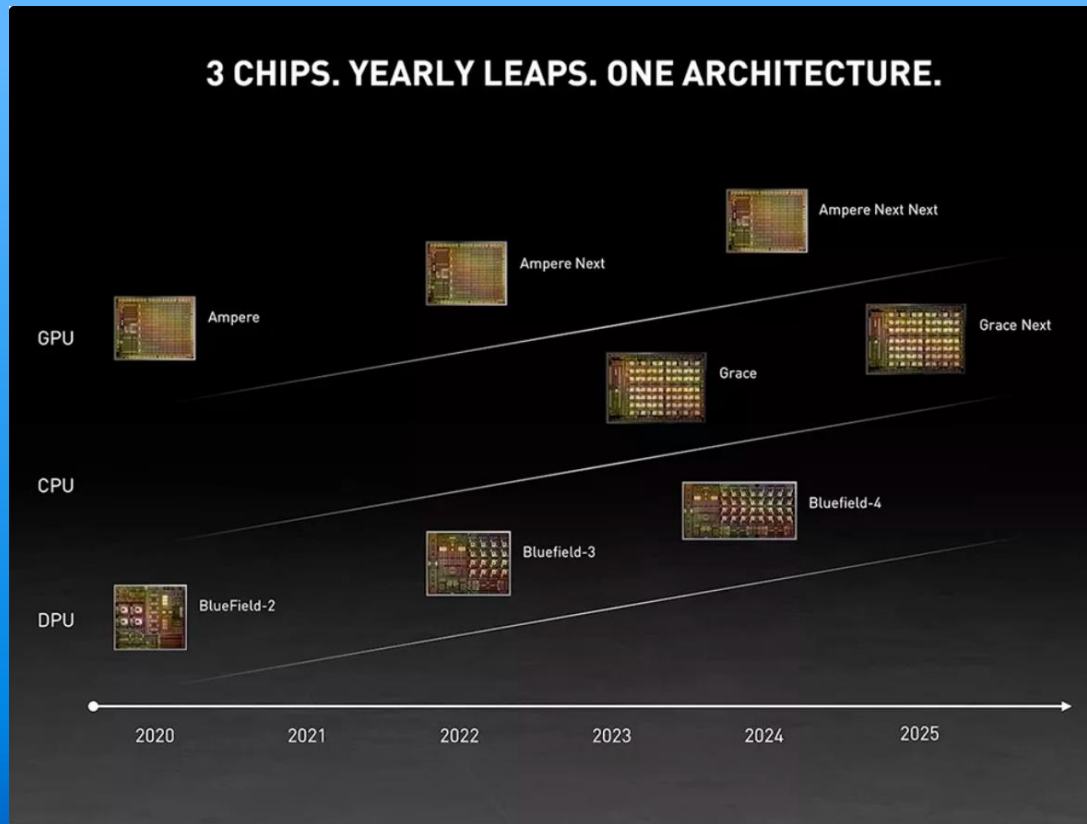 3 CHIPS. YEARLY LEAPS. ONE ARCHITECTURE.
Ampere Next Next
Ampere Next
Ampere
GPU
Grace Next
Grace
CPU
Bluefield-4
Bluefield-3
BlueField-2
DPU
2020 2021 2022 2023 2024 2025